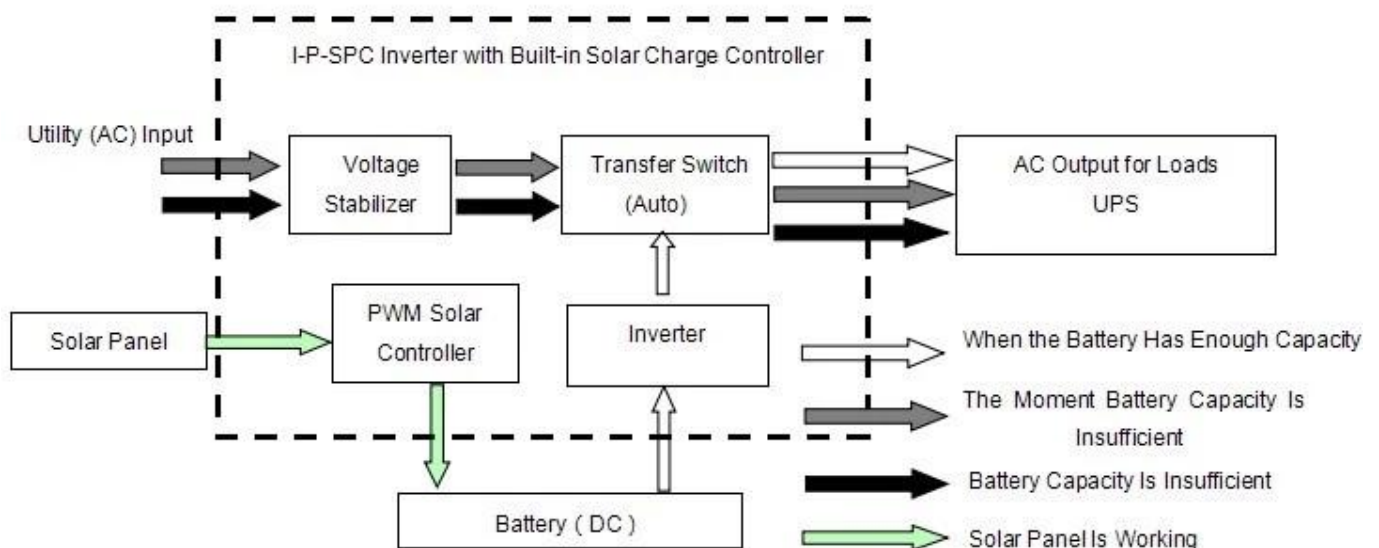 I-P-SPC Inverter with Built-in Solar Charge Controller
Utility (AC) Input
Voltage
Stabilizer
Transfer Switch
(Auto)
AC Output for Loads
UPS
Solar Panel
PWM Solar
Controller
Inverter
Battery ( DC )
When the Battery Has Enough Capacity
The Moment Battery Capacity Is
Insufficient
Battery Capacity Is Insufficient
Solar Panel Is Working